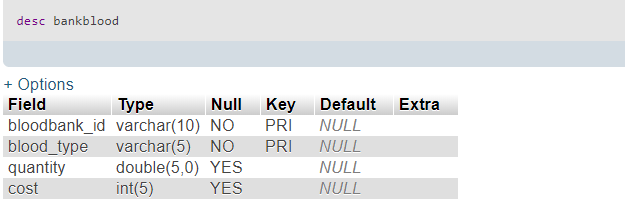 desc bankblood
+ Options
Field Type Null Key Default Extra
bloodbank_id varchar(10) NO PRI NULL
blood_type varchar(5) NO PRI NULL
quantity double(5,0) YES NULL
cost int(5) YES NULL